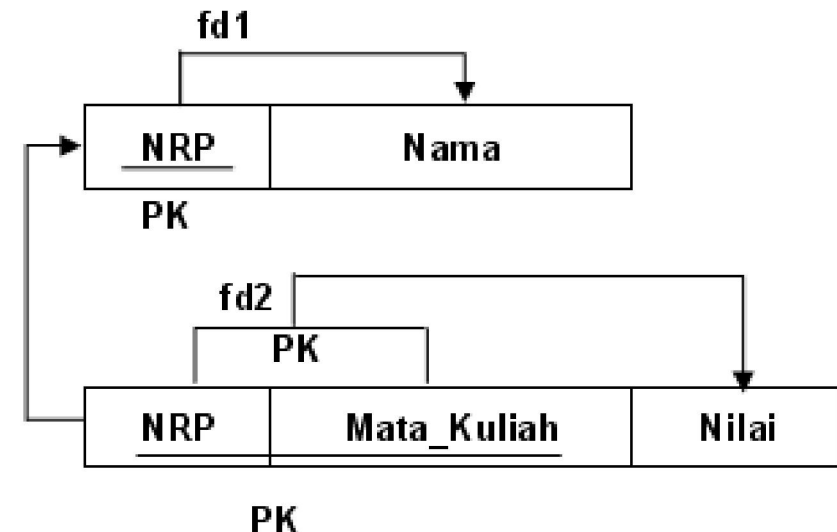 fd1
NRP Nama
PK
fd2
PK
NRP Mata_Kuliah Nilai
PK